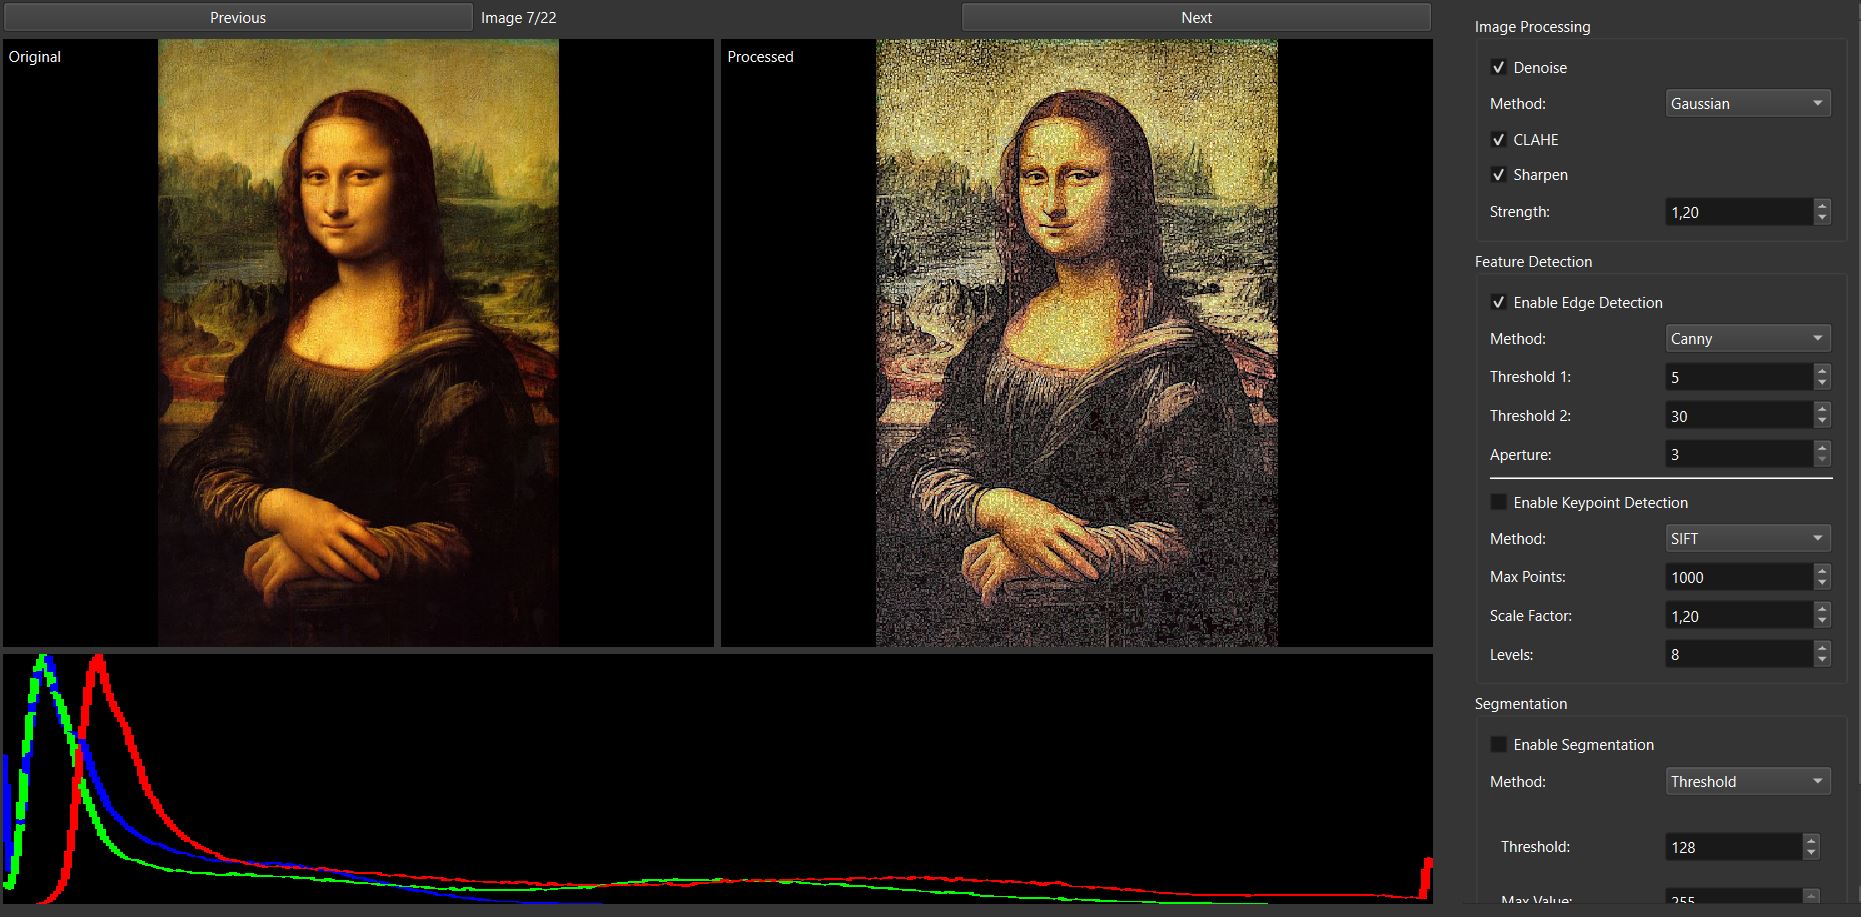 Previous
Image 7/22
Next
Original
Processed
Image Processing
Denoise
Method:
Gaussian
CLAHE
Sharpen
Strength:
1,20
Feature Detection
Enable Edge Detection
Method:
Canny
Threshold 1:
5
Threshold 2:
30
Aperture:
3
Enable Keypoint Detection
Method:
SIFT
Max Points:
1000
Scale Factor:
1,20
Levels:
8
Segmentation
Enable Segmentation
Method:
Threshold
Threshold:
128
Max Value:
255